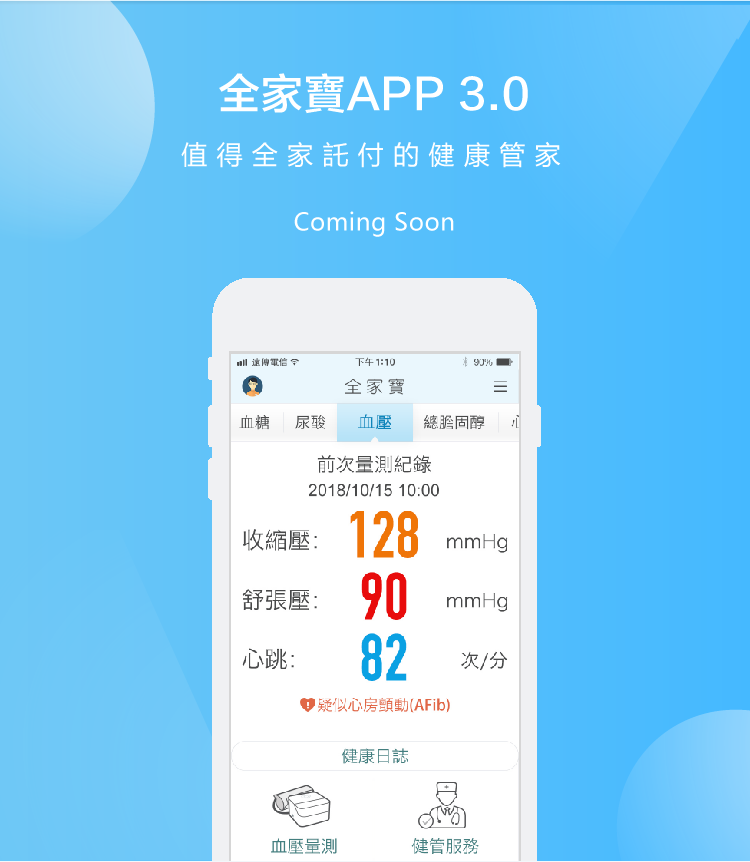 全家寶APP 3.0
值得全家託付的健康管家
Coming Soon
遠傳電信 下午1:10 90%
全家寶
血糖 尿酸 血壓 總膽固醇 心
前次量測紀錄
2018/10/15 10:00
收縮壓: 128 mmHg
舒張壓: 90 mmHg
心跳: 82 次/分
疑似心房顫動(AFib)
健康日誌
血壓量測 健管服務